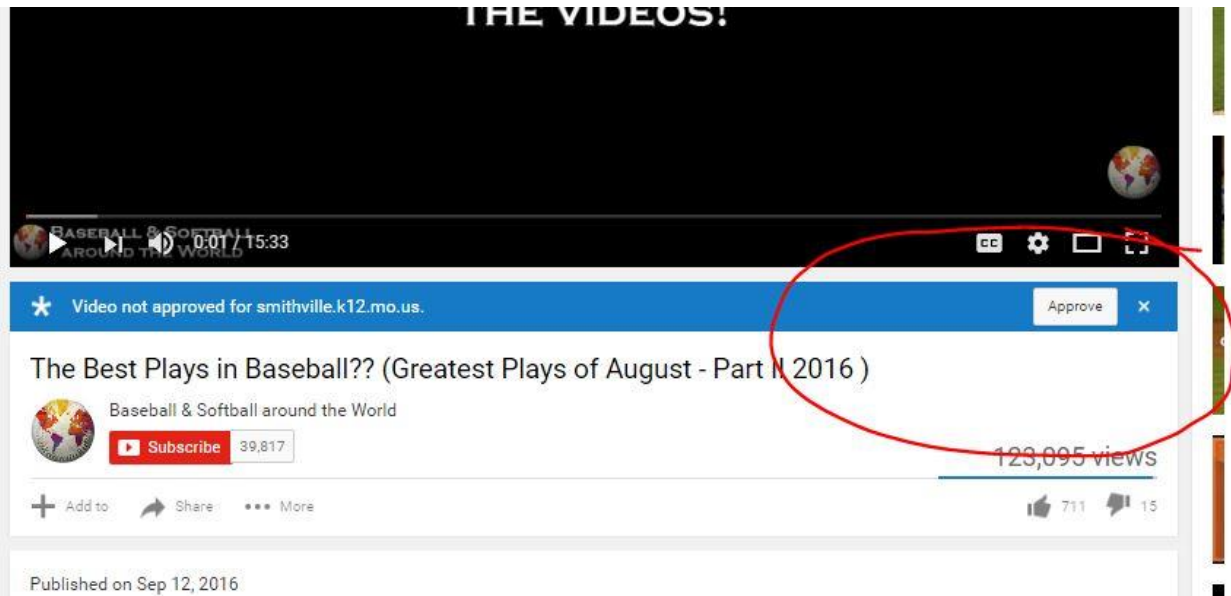 THE VIDEOS!
BASEBALL & SOFTBALL
AROUND THE WORLD
0:01 / 15:33
CC
Video not approved for smithville.k12.mo.us.
Approve
×
The Best Plays in Baseball?? (Greatest Plays of August - Part II 2016 )
Baseball & Softball around the World
Subscribe 39,817
123,095 views
Add to Share More
711 15
Published on Sep 12, 2016